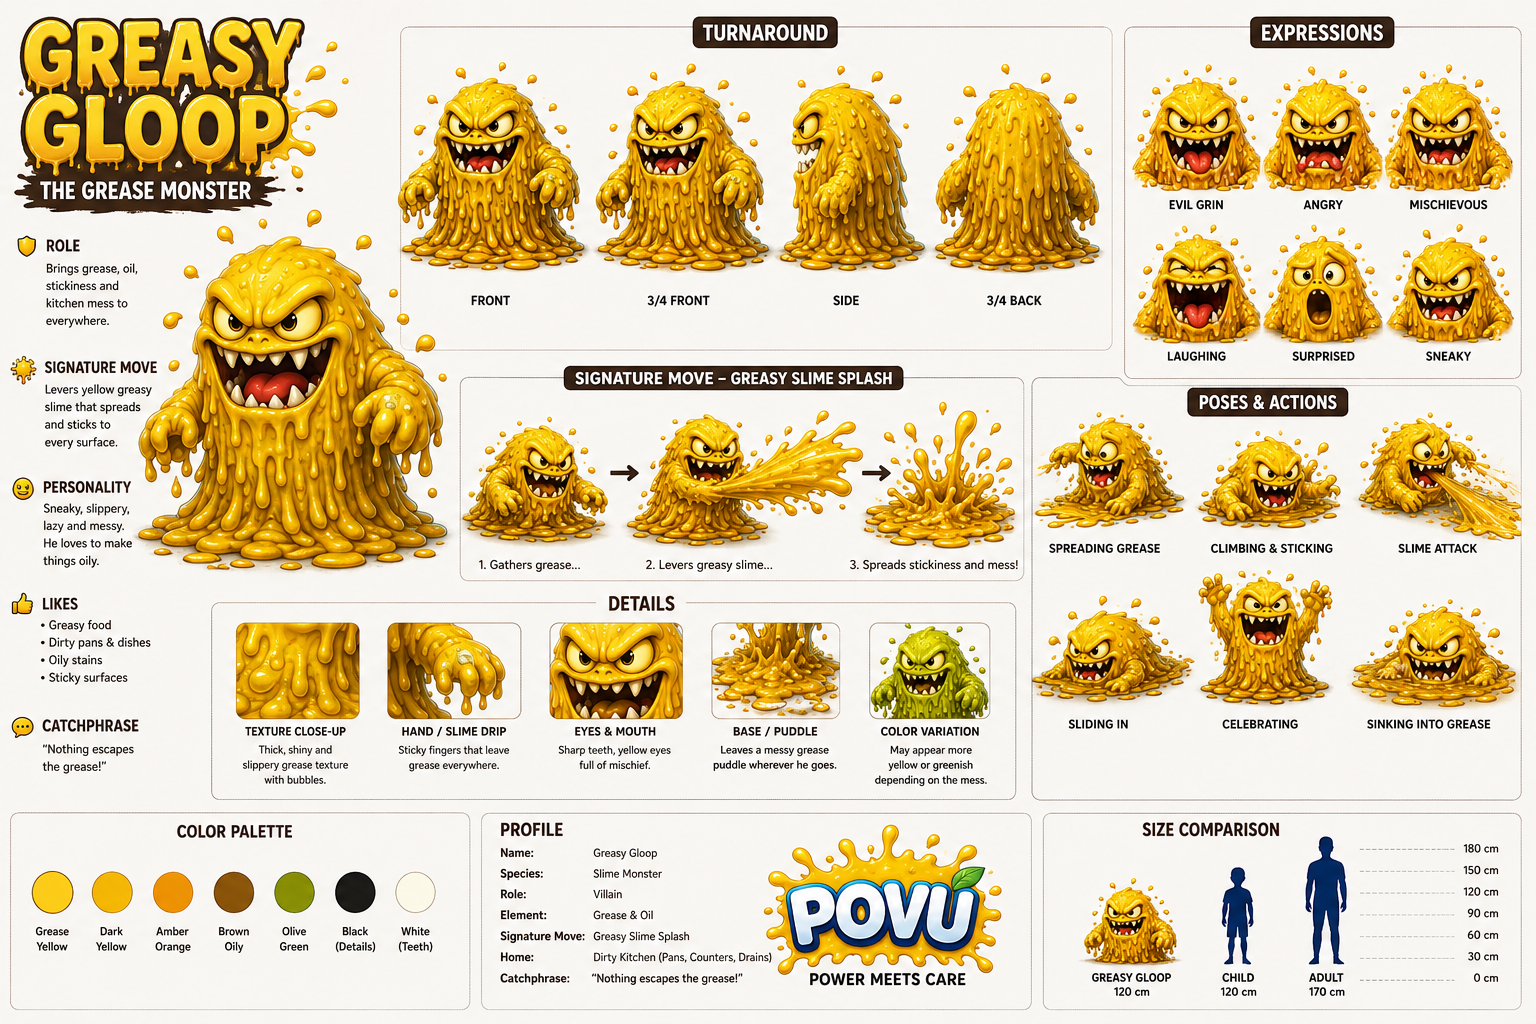 GREASY
GLOOP
THE GREASE MONSTER
ROLE
Brings grease, oil,
stickiness and
kitchen mess to
everywhere.
SIGNATURE MOVE
Levers yellow greasy
slime that spreads
and sticks to
every surface.
PERSONALITY
Sneaky, slippery,
lazy and messy.
He loves to make
things oily.
LIKES
• Greasy food
• Dirty pans & dishes
• Oily stains
• Sticky surfaces
CATCHPHRASE
"Nothing escapes
the grease!"
TURNAROUND
FRONT
3/4 FRONT
SIDE
3/4 BACK
EXPRESSIONS
EVIL GRIN
ANGRY
MISCHIEVOUS
LAUGHING
SURPRISED
SNEAKY
SIGNATURE MOVE – GREASY SLIME SPLASH
1. Gathers grease...
2. Levers greasy slime...
3. Spreads stickiness and mess!
POSES & ACTIONS
SPREADING GREASE
CLIMBING & STICKING
SLIME ATTACK
SLIDING IN
CELEBRATING
SINKING INTO GREASE
DETAILS
TEXTURE CLOSE-UP
Thick, shiny and
slippery grease texture
with bubbles.
HAND / SLIME DRIP
Sticky fingers that leave
grease everywhere.
EYES & MOUTH
Sharp teeth, yellow eyes
full of mischief.
BASE / PUDDLE
Leaves a messy grease
puddle wherever he goes.
COLOR VARIATION
May appear more
yellow or greenish
depending on the mess.
COLOR PALETTE
Grease
Yellow
Dark
Yellow
Amber
Orange
Brown
Oily
Olive
Green
Black
(Details)
White
(Teeth)
PROFILE
Name: Greasy Gloop
Species: Slime Monster
Role: Villain
Element: Grease & Oil
Signature Move: Greasy Slime Splash
Home: Dirty Kitchen (Pans, Counters, Drains)
Catchphrase: "Nothing escapes the grease!"
POVU
POWER MEETS CARE
SIZE COMPARISON
180 cm
150 cm
120 cm
90 cm
60 cm
30 cm
0 cm
GREASY GLOOP
120 cm
CHILD
120 cm
ADULT
170 cm